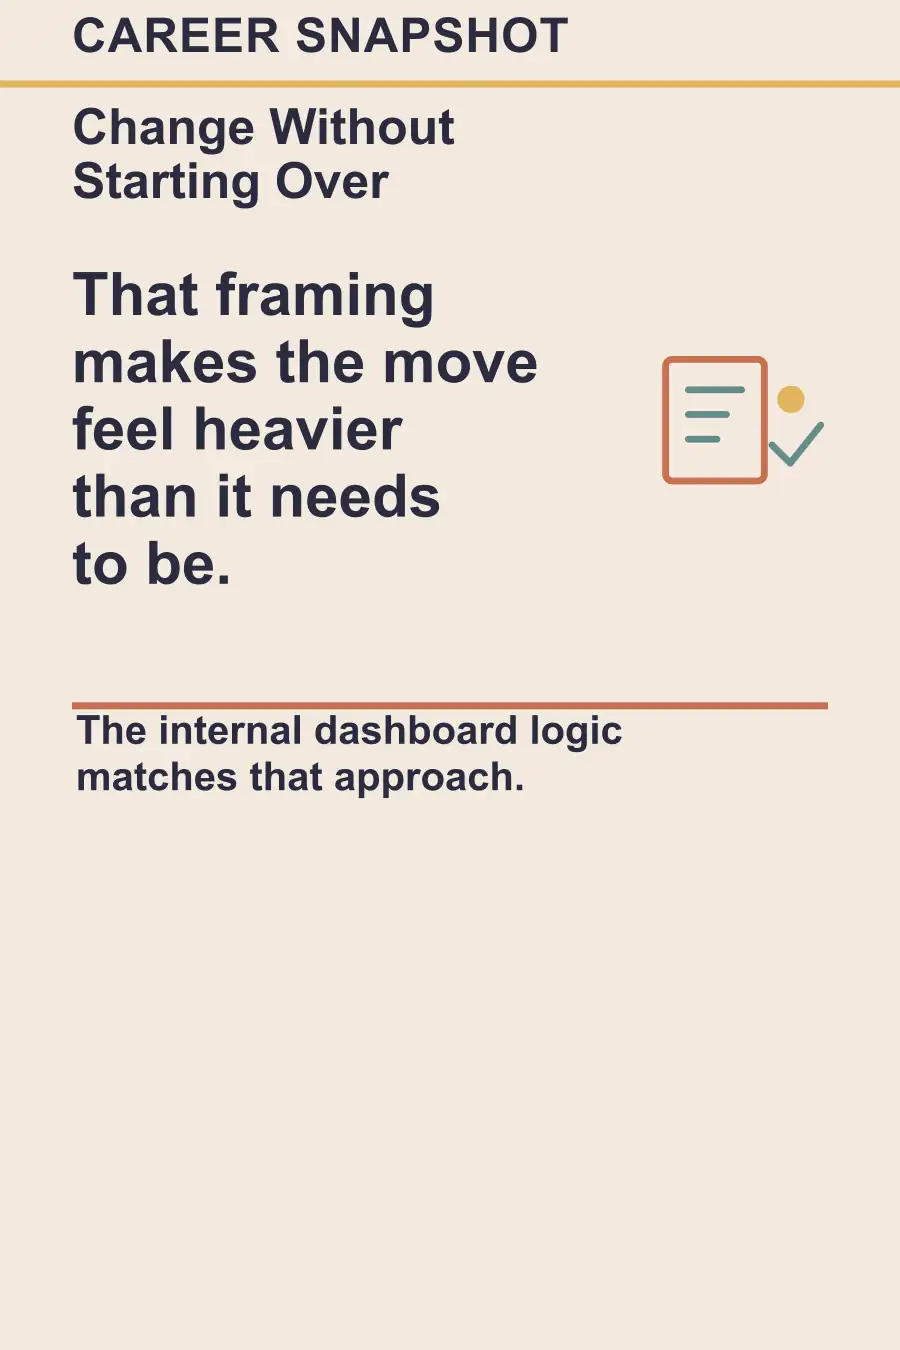 CAREER SNAPSHOT
Change Without
Starting Over
That framing
makes the move
feel heavier
than it needs
to be.
The internal dashboard logic
matches that approach.